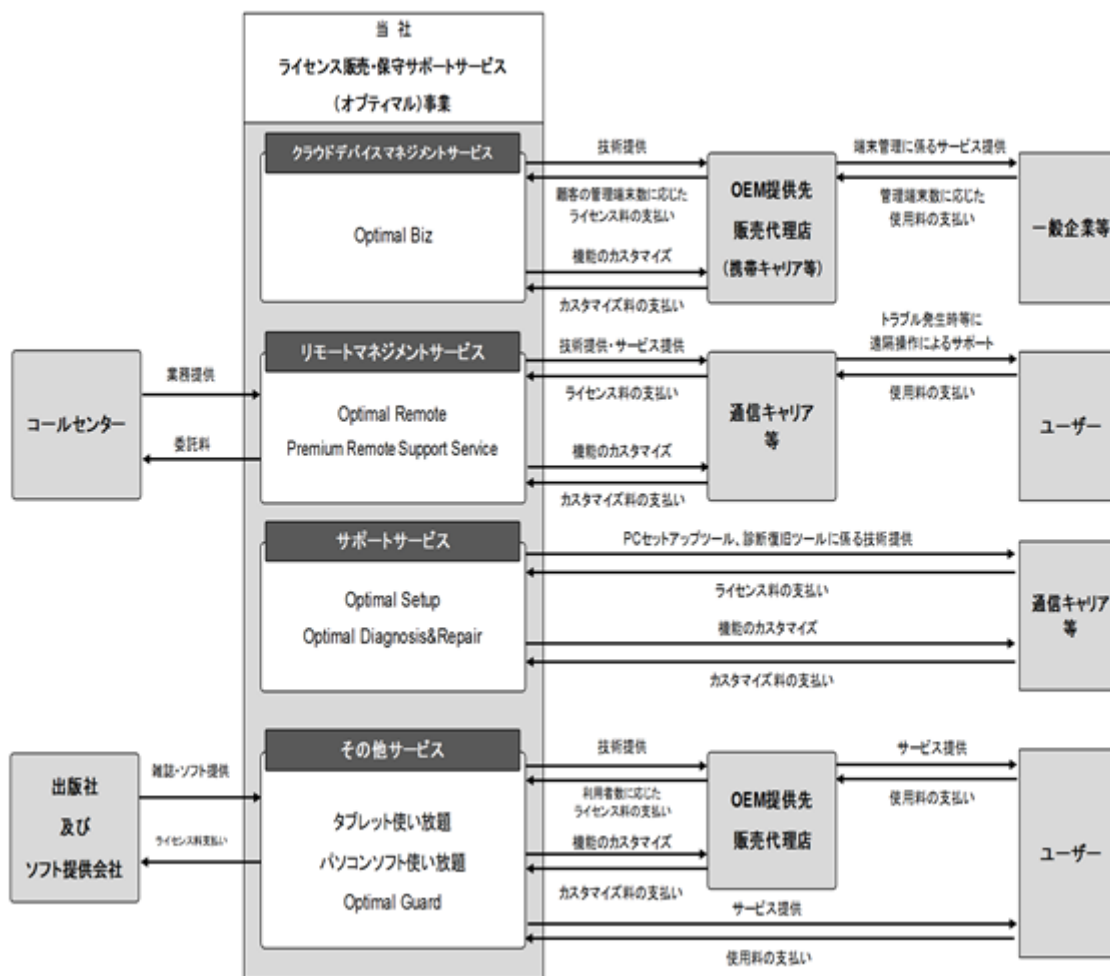 当 社
ライセンス販売・保守サポートサービス
(オプティマル)事業
クラウドデバイスマネジメントサービス
Optimal Biz
技術提供
顧客の管理端末数に応じた
ライセンス料の支払い
機能のカスタマイズ
カスタマイズ料の支払い
OEM提供先
販売代理店
(携帯キャリア等)
端末管理に係るサービス提供
管理端末数に応じた
使用料の支払い
一般企業等
コールセンター
業務提供
委託料
リモートマネジメントサービス
Optimal Remote
Premium Remote Support Service
技術提供・サービス提供
ライセンス料の支払い
機能のカスタマイズ
カスタマイズ料の支払い
通信キャリア
等
トラブル発生時等に
遠隔操作によるサポート
使用料の支払い
ユーザー
サポートサービス
Optimal Setup
Optimal Diagnosis&Repair
PCセットアップツール、診断復旧ツールに係る技術提供
ライセンス料の支払い
機能のカスタマイズ
カスタマイズ料の支払い
通信キャリア
等
出版社
及び
ソフト提供会社
雑誌・ソフト提供
ライセンス料支払い
その他サービス
タブレット使い放題
パソコンソフト使い放題
Optimal Guard
技術提供
利用者数に応じた
ライセンス料の支払い
機能のカスタマイズ
カスタマイズ料の支払い
OEM提供先
販売代理店
サービス提供
使用料の支払い
サービス提供
使用料の支払い
ユーザー